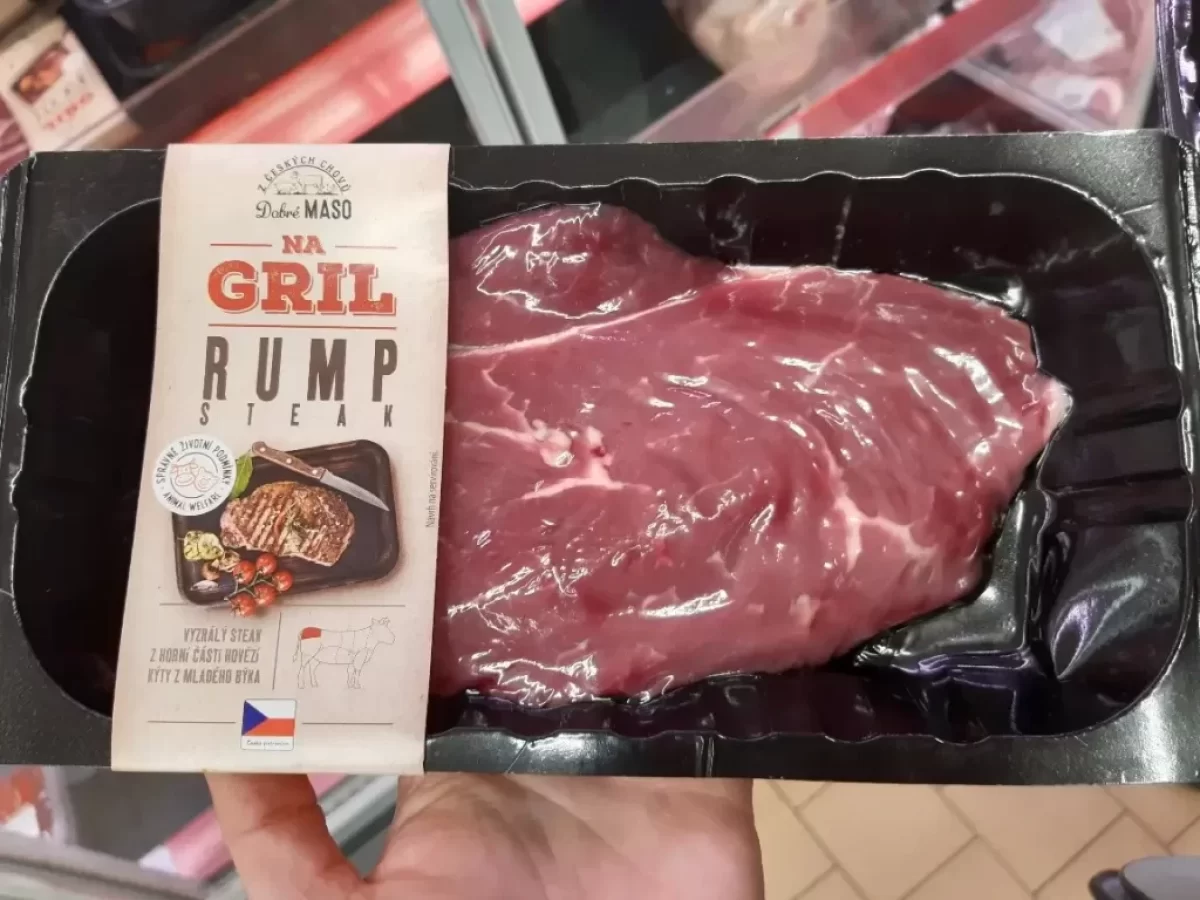 Z ČESKÝCH CHOVŮ
Dobré MASO
NA
GRIL
RUMP
STEAK
SPRÁVNÉ ŽIVOTNÍ PODMÍNKY
ANIMAL WELFARE
Návrh na servírování.
VYZRÁLÝ STEAK
Z HORNÍ ČÁSTI HOVĚZÍ
KÝTY Z MLADÉHO BÝKA